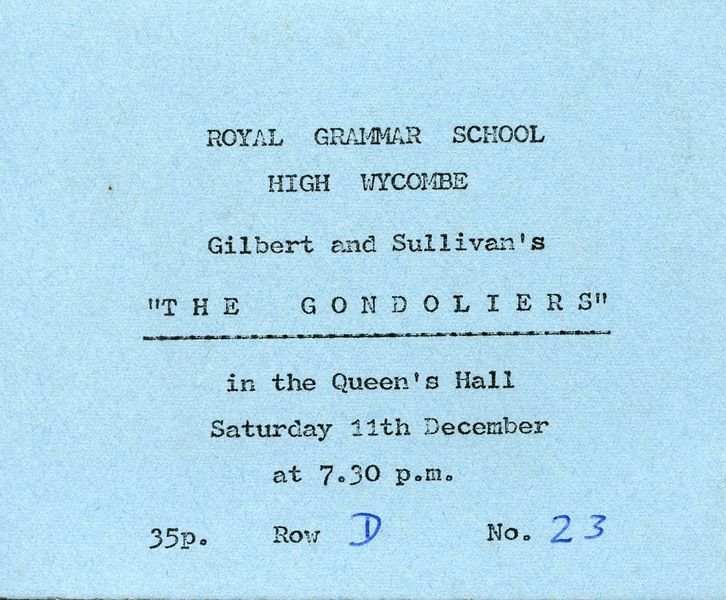 ROYAL GRAMMAR SCHOOL
HIGH WYCOMBE
Gilbert and Sullivan's
"THE GONDOLIERS"
in the Queen's Hall
Saturday 11th December
at 7.30 p.m.
35p. Row D No. 23